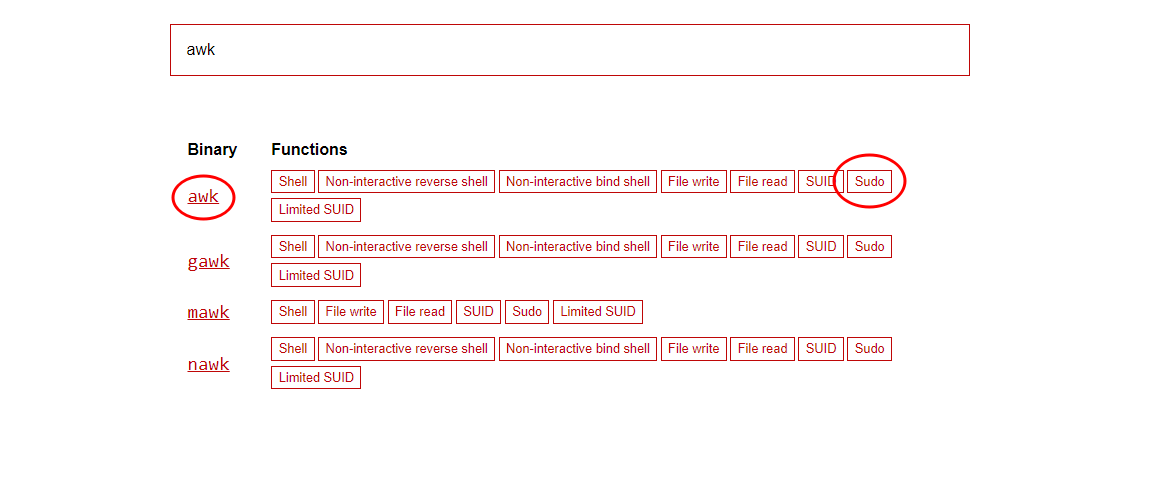 awk
Binary Functions
awk Shell Non-interactive reverse shell Non-interactive bind shell File write File read SUID Sudo
Limited SUID
gawk Shell Non-interactive reverse shell Non-interactive bind shell File write File read SUID Sudo
Limited SUID
mawk Shell File write File read SUID Sudo Limited SUID
nawk Shell Non-interactive reverse shell Non-interactive bind shell File write File read SUID Sudo
Limited SUID